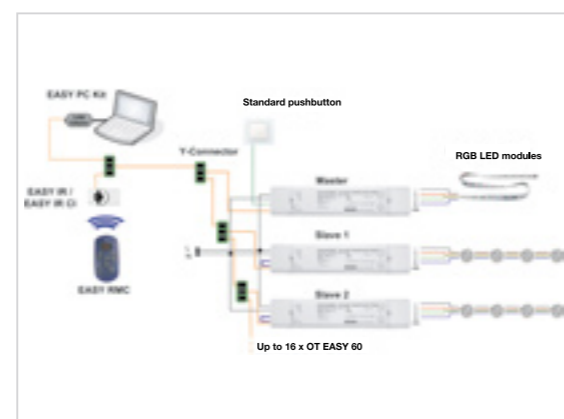 EASY PC Kit
Standard pushbutton
Y-Connector
RGB LED modules
Master
EASY IR /
EASY IR CI
Slave 1
EASY RMC
Slave 2
Up to 16 x OT EASY 60